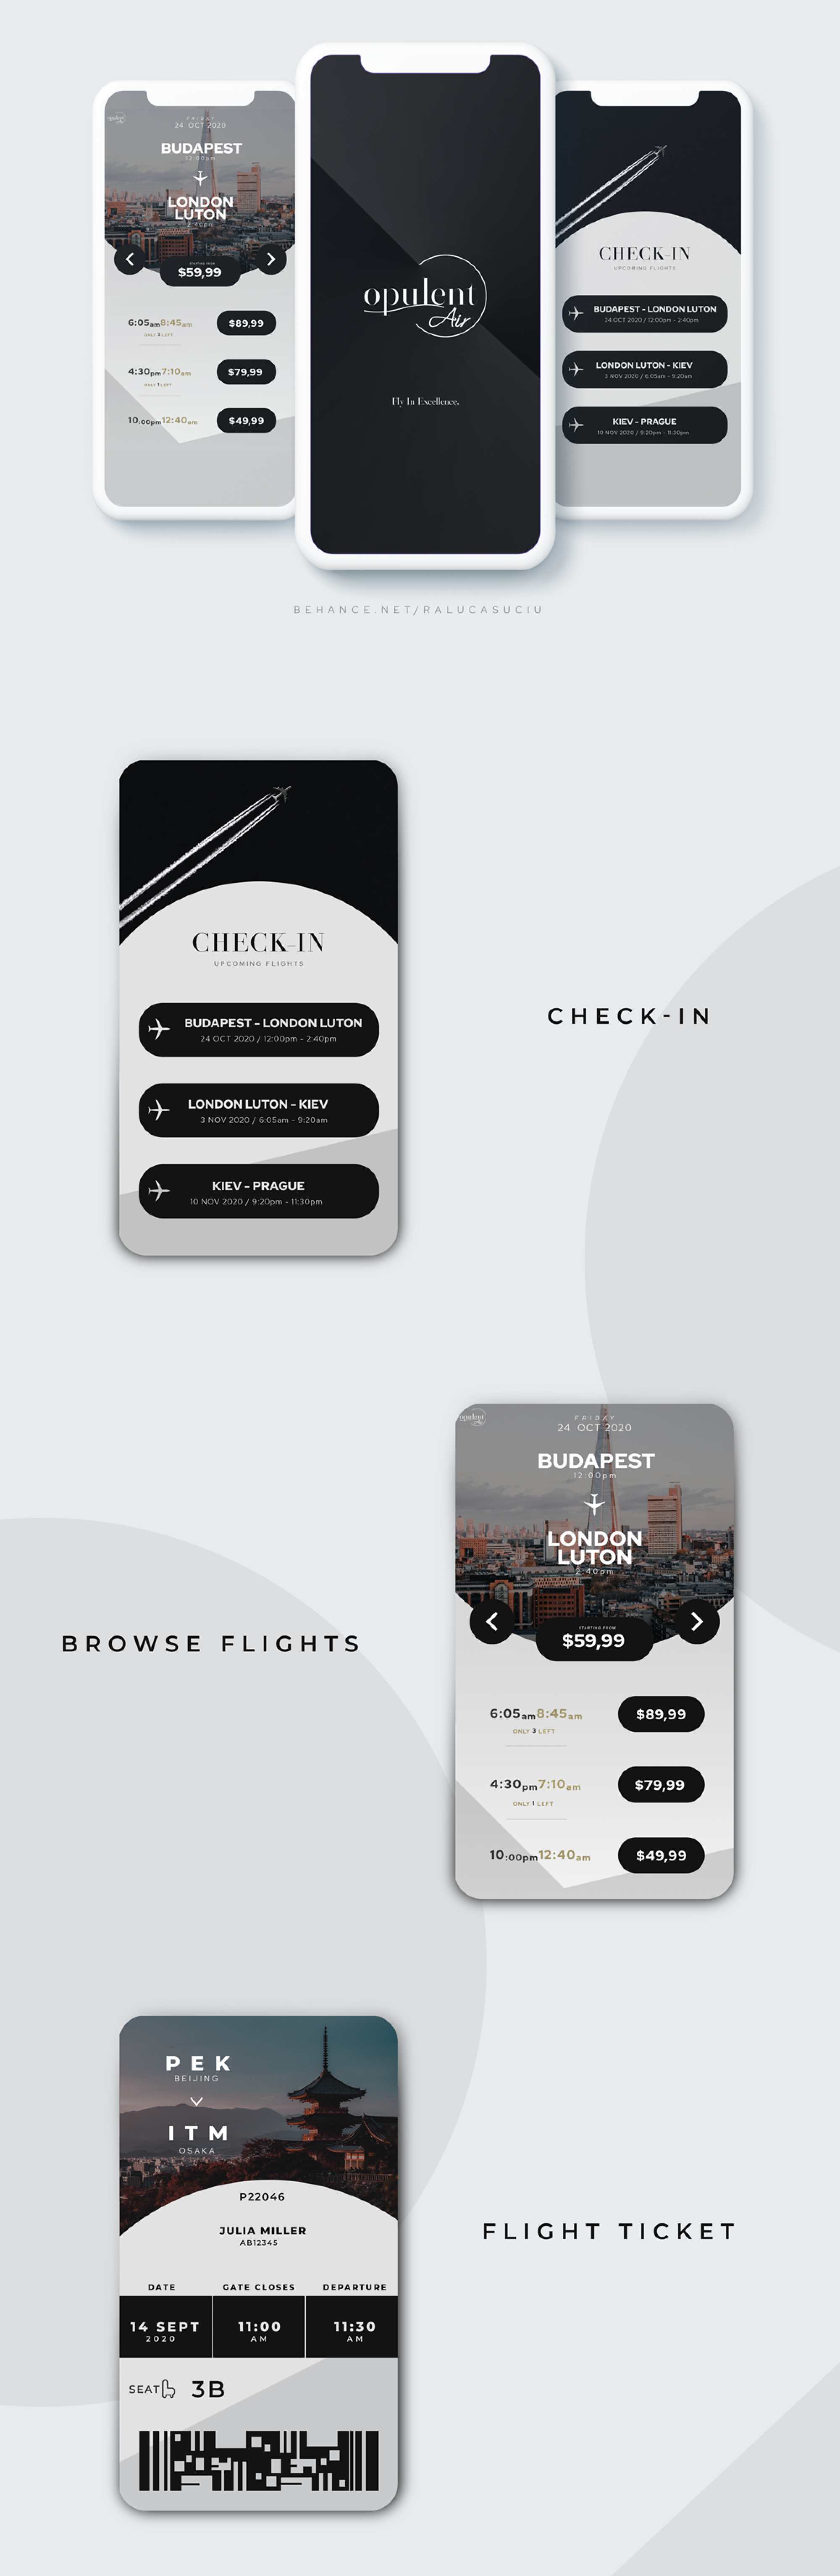 opulent
Air
FRIDAY
24 OCT 2020
BUDAPEST
12:00pm
LONDON
LUTON
2:40pm
STARTING FROM
$59,99
6:05am 8:45am
$89,99
ONLY 3 LEFT
4:30pm 7:10am
$79,99
ONLY 1 LEFT
10:00pm 12:40am
$49,99
opulent
Air
Fly In Excellence.
CHECK-IN
UPCOMING FLIGHTS
BUDAPEST - LONDON LUTON
24 OCT 2020 / 12:00pm - 2:40pm
LONDON LUTON - KIEV
3 NOV 2020 / 6:05am - 9:20am
KIEV - PRAGUE
10 NOV 2020 / 9:20pm - 11:30pm
BEHANCE.NET/RALUCASUCIU
CHECK-IN
UPCOMING FLIGHTS
BUDAPEST - LONDON LUTON
24 OCT 2020 / 12:00pm - 2:40pm
LONDON LUTON - KIEV
3 NOV 2020 / 6:05am - 9:20am
KIEV - PRAGUE
10 NOV 2020 / 9:20pm - 11:30pm
CHECK-IN
opulent
Air
FRIDAY
24 OCT 2020
BUDAPEST
12:00pm
LONDON
LUTON
2:40pm
STARTING FROM
$59,99
6:05am 8:45am
$89,99
ONLY 3 LEFT
4:30pm 7:10am
$79,99
ONLY 1 LEFT
10:00pm 12:40am
$49,99
BROWSE FLIGHTS
PEK
BEIJING
ITM
OSAKA
P22046
JULIA MILLER
AB12345
DATE GATE CLOSES DEPARTURE
14 SEPT 11:00 11:30
2020 AM AM
SEAT 3B
FLIGHT TICKET